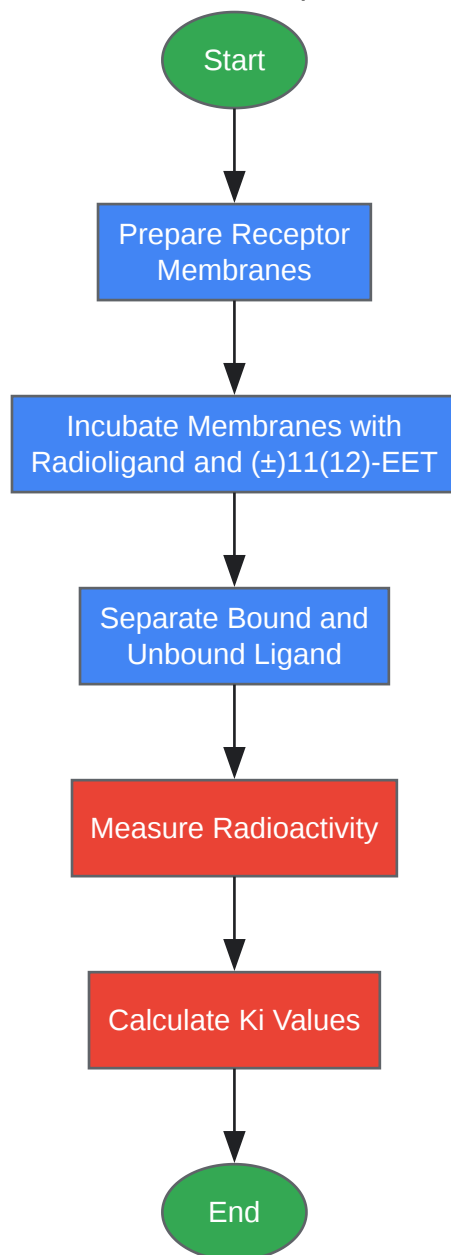 Start
Prepare Receptor
Membranes
Incubate Membranes with
Radioligand and (±)11(12)-EET
Separate Bound and
Unbound Ligand
Measure Radioactivity
Calculate Ki Values
End